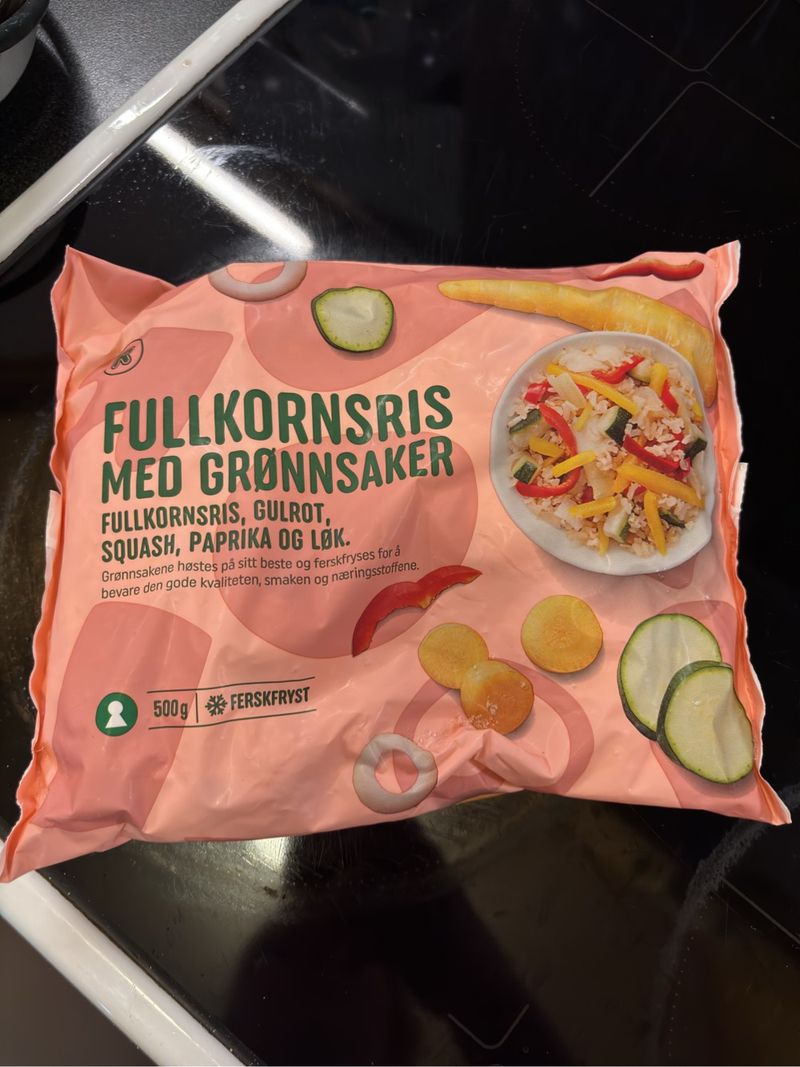 FULLKORNSRIS
MED GRØNNSAKER
FULLKORNSRIS, GULROT,
SQUASH, PAPRIKA OG LØK.
Grønnsakene høstes på sitt beste og ferskfryses for å
bevare den gode kvaliteten, smaken og næringsstoffene.
500g FERSKFRYST